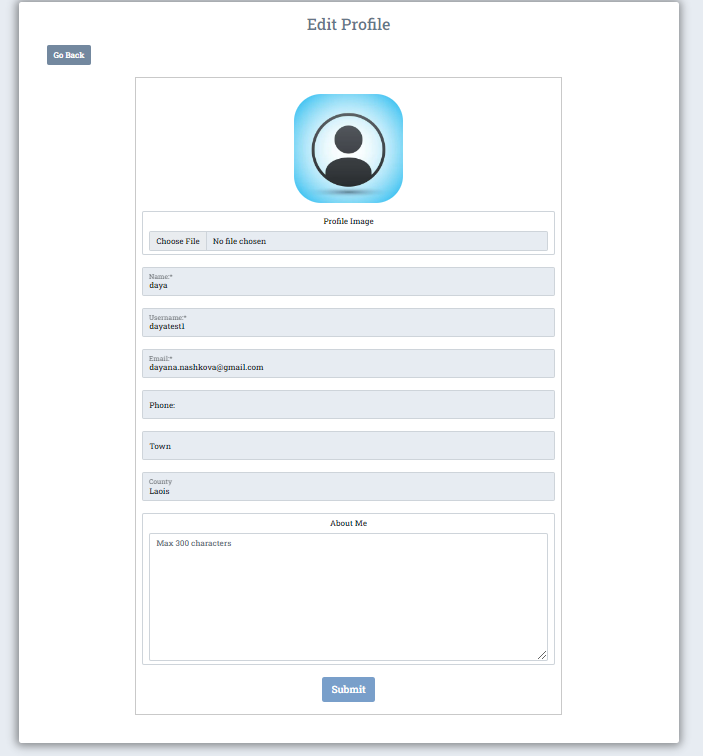 Edit Profile
Go Back
Profile Image
Choose File No file chosen
Name:*
daya
Username:*
dayatest1
Email:*
dayana.nashkova@gmail.com
Phone:
Town
County
Laois
About Me
Max 300 characters
Submit